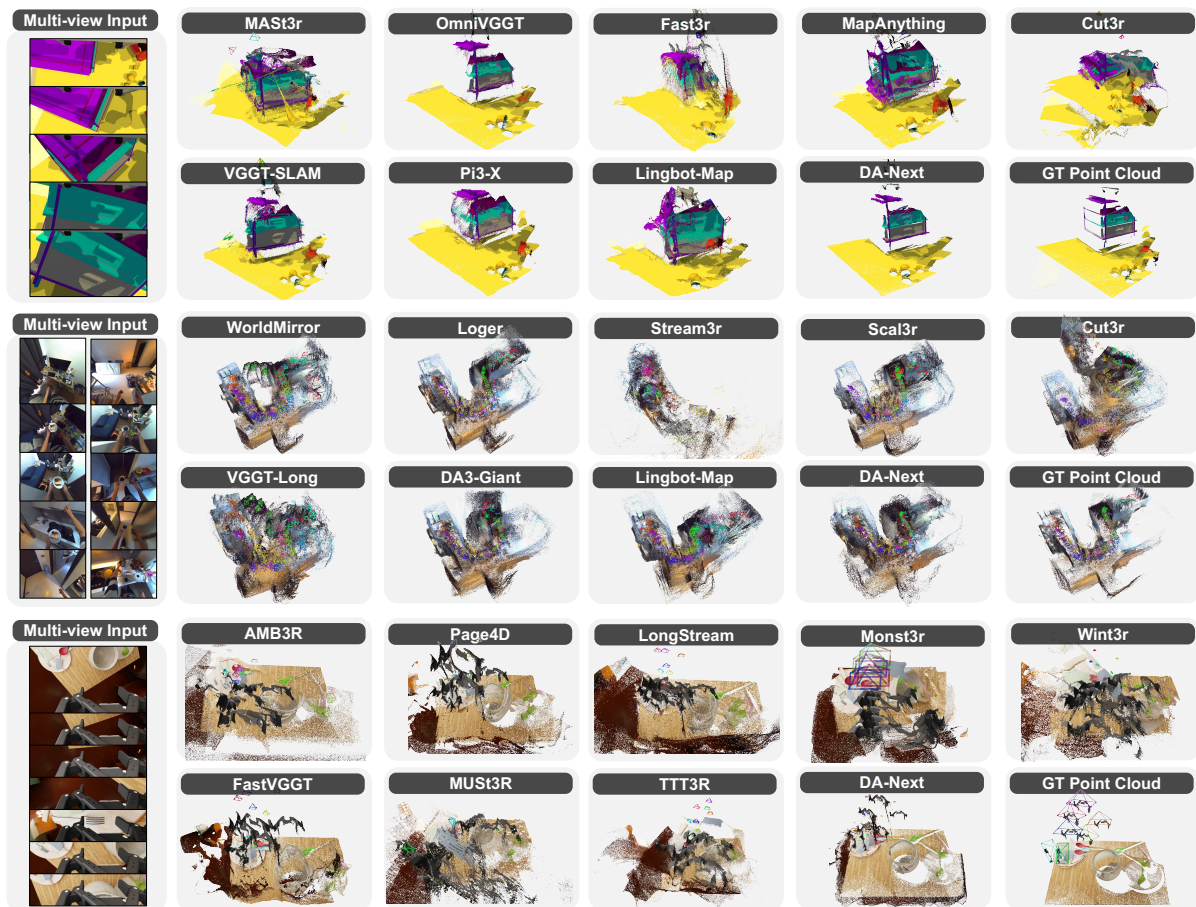 Multi-view Input
MASt3r
OmniVGGT
Fast3r
MapAnything
Cut3r
VGGT-SLAM
Pi3-X
Lingbot-Map
DA-Next
GT Point Cloud
Multi-view Input
WorldMirror
Loger
Stream3r
Scal3r
Cut3r
VGGT-Long
DA3-Giant
Lingbot-Map
DA-Next
GT Point Cloud
Multi-view Input
AMB3R
Page4D
LongStream
Monst3r
Wint3r
FastVGGT
MUSt3R
TTT3R
DA-Next
GT Point Cloud